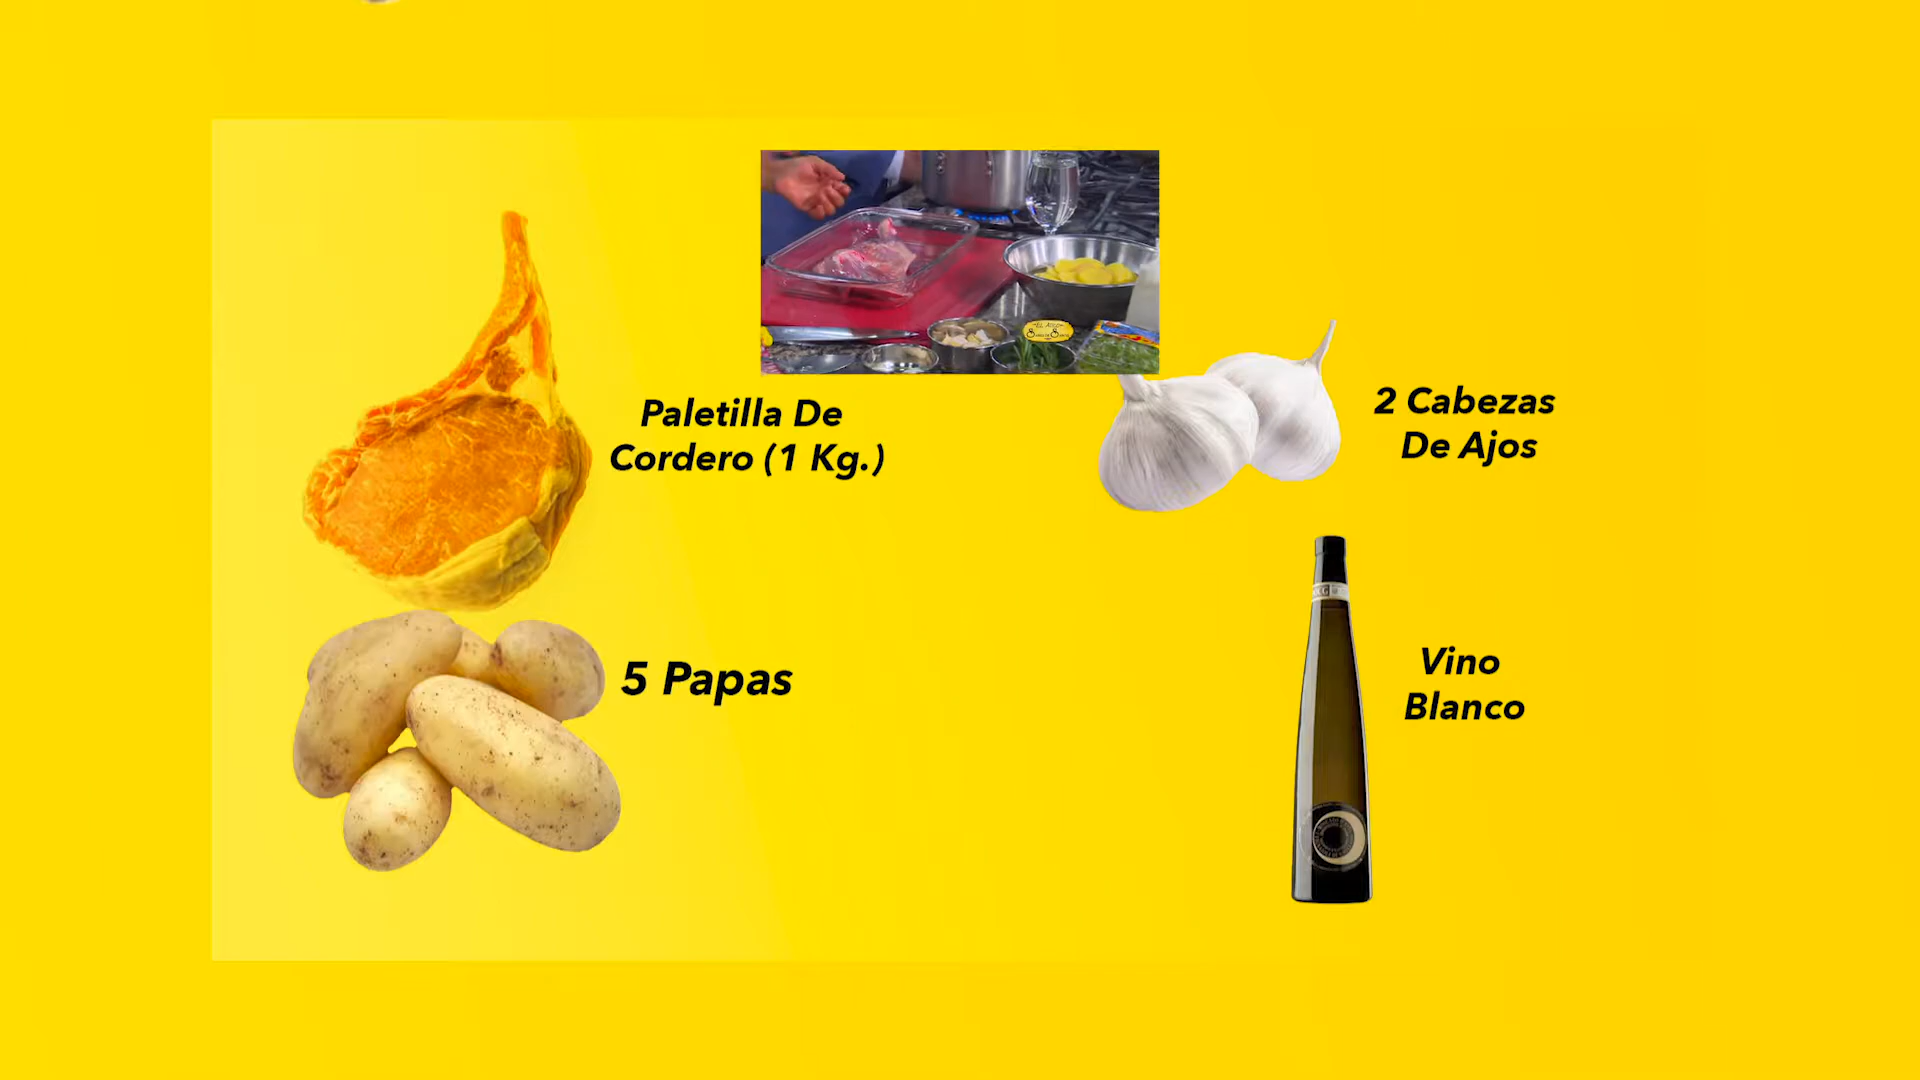 Paletilla De
Cordero (1 Kg.)
2 Cabezas
De Ajos
5 Papas
Vino
Blanco